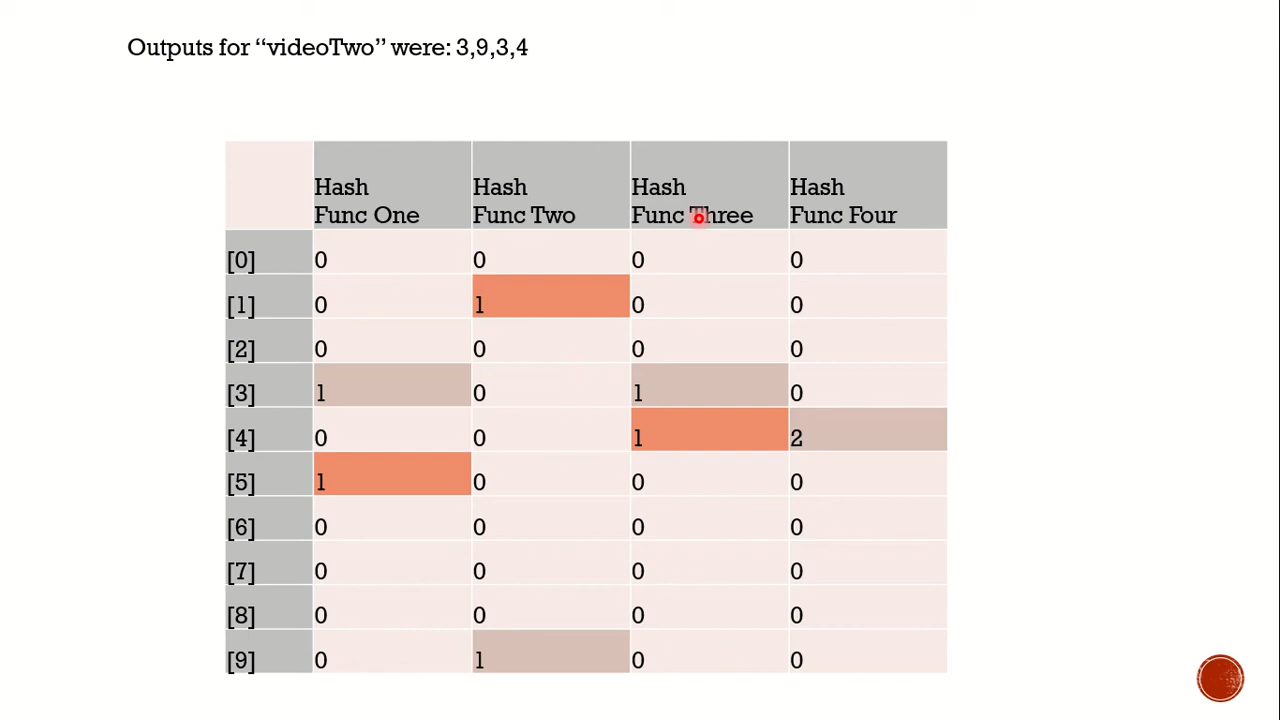 Outputs for “videoTwo” were: 3,9,3,4
Hash Func One Hash Func Two Hash Func Three Hash Func Four
[0] 0 0 0 0
[1] 0 1 0 0
[2] 0 0 0 0
[3] 1 0 1 0
[4] 0 0 1 2
[5] 1 0 0 0
[6] 0 0 0 0
[7] 0 0 0 0
[8] 0 0 0 0
[9] 0 1 0 0